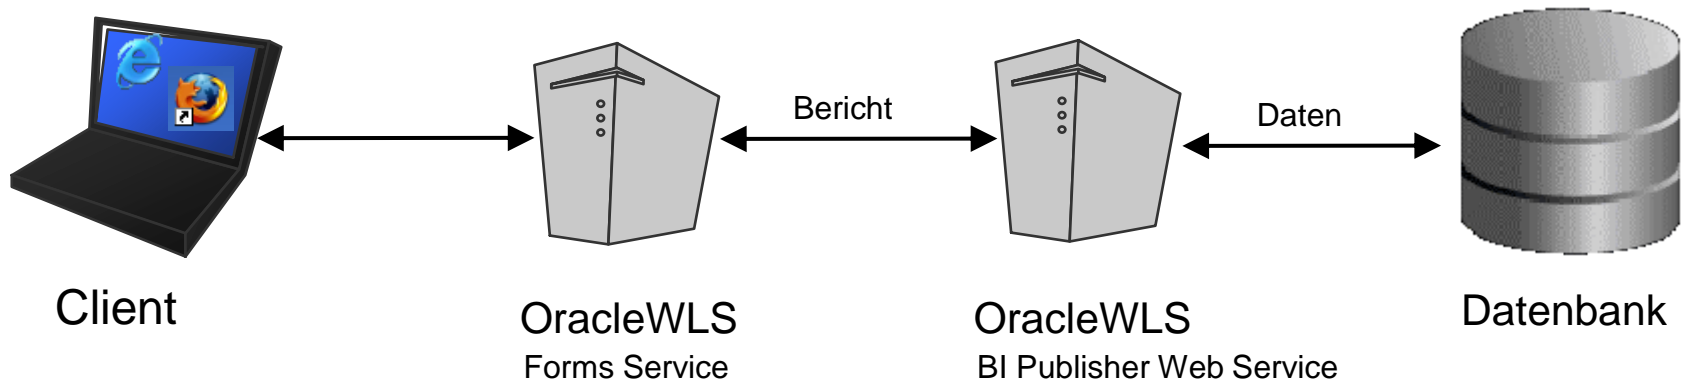 Bericht
Daten
Client
OracleWLS
Forms Service
OracleWLS
BI Publisher Web Service
Datenbank